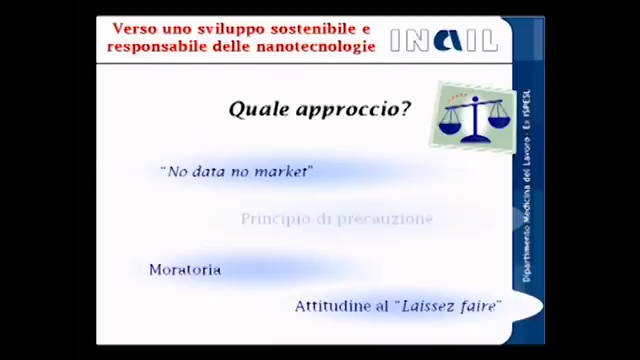 Verso uno sviluppo sostenibile e
responsabile delle nanotecnologie
INAIL
Quale approccio?
"No data no market"
Principio di precauzione
Moratoria
Attitudine al "Laissez faire"
Dipartimento Medicina del Lavoro - Ex ISPESL